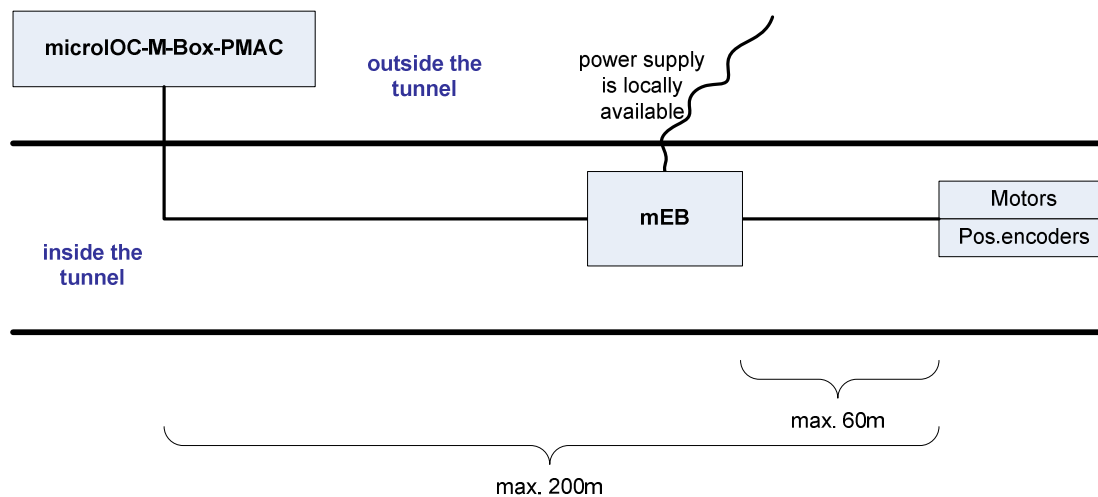 microIOC-M-Box-PMAC
outside the
tunnel
power supply
is locally
available
mEB
Motors
Pos.encoders
inside the
tunnel
max. 60m
max. 200m